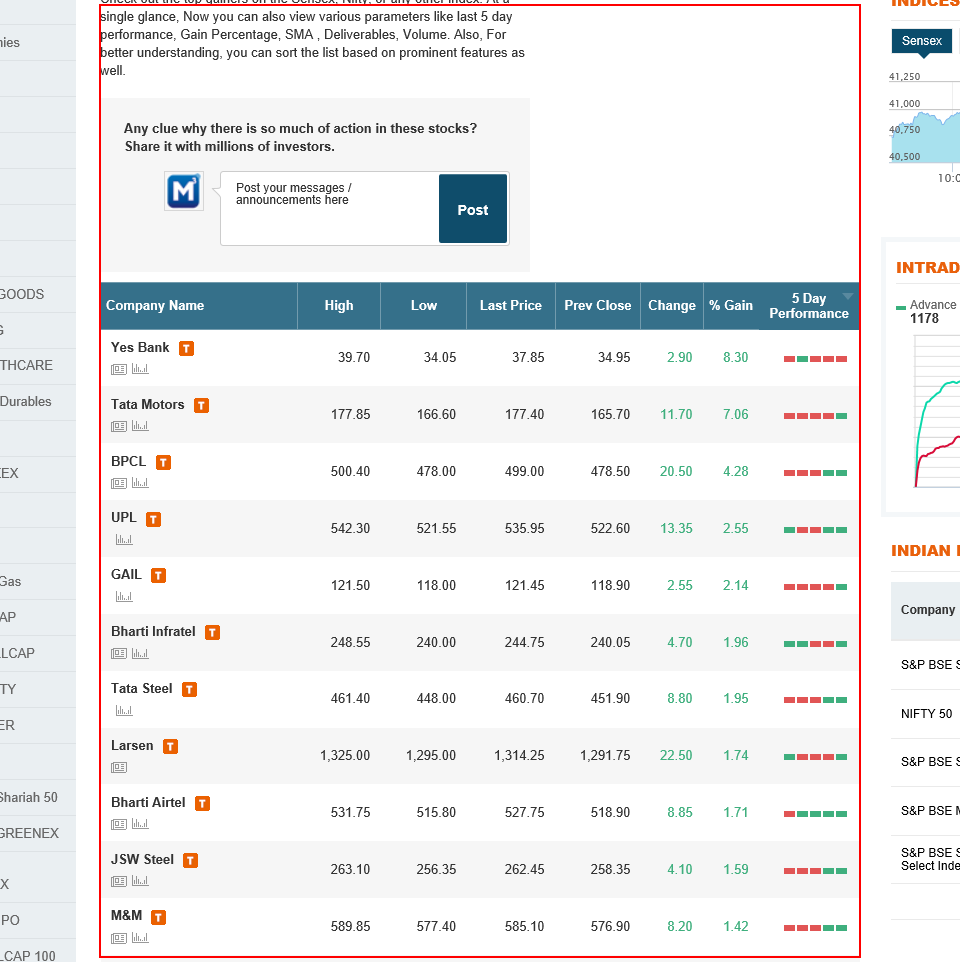 single glance, Now you can also view various parameters like last 5 day
performance, Gain Percentage, SMA , Deliverables, Volume. Also, For
better understanding, you can sort the list based on prominent features as
well.
Any clue why there is so much of action in these stocks?
Share it with millions of investors.
M
Post your messages /
announcements here
Post
Company Name High Low Last Price Prev Close Change % Gain 5 Day Performance
Yes Bank T 39.70 34.05 37.85 34.95 2.90 8.30
Tata Motors T 177.85 166.60 177.40 165.70 11.70 7.06
BPCL T 500.40 478.00 499.00 478.50 20.50 4.28
UPL T 542.30 521.55 535.95 522.60 13.35 2.55
GAIL T 121.50 118.00 121.45 118.90 2.55 2.14
Bharti Infratel T 248.55 240.00 244.75 240.05 4.70 1.96
Tata Steel T 461.40 448.00 460.70 451.90 8.80 1.95
Larsen T 1,325.00 1,295.00 1,314.25 1,291.75 22.50 1.74
Bharti Airtel T 531.75 515.80 527.75 518.90 8.85 1.71
JSW Steel T 263.10 256.35 262.45 258.35 4.10 1.59
M&M T 589.85 577.40 585.10 576.90 8.20 1.42
GOODS
THCARE
Durables
EX
Gas
AP
LCAP
TY
ER
Shariah 50
GREENEX
X
PO
LCAP 100
INDICES
Sensex
41,250
41,000
40,750
40,500
10:0
INTRAD
Advance
1178
INDIAN
Company
S&P BSE S
NIFTY 50
S&P BSE S
S&P BSE M
S&P BSE S
Select Inde